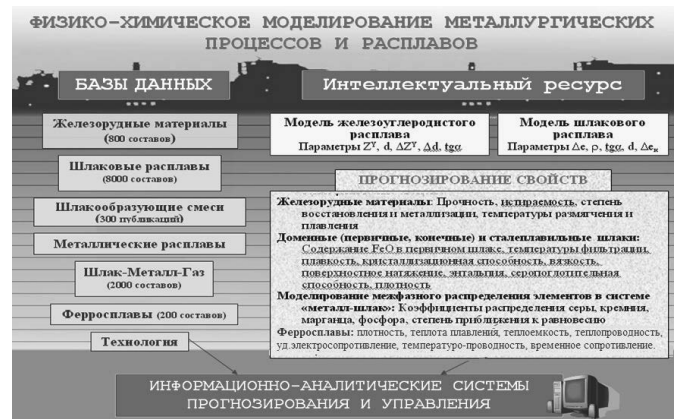 ФИЗИКО-ХИМИЧЕСКОЕ МОДЕЛИРОВАНИЕ МЕТАЛЛУРГИЧЕСКИХ
ПРОЦЕССОВ И РАСПЛАВОВ
БАЗЫ ДАННЫХ
Железорудные материалы
(800 составов)
Шлаковые расплавы
(8000 составов)
Шлакообразующие смеси
(300 публикаций)
Металлические расплавы
Шлак-Металл-Газ
(2000 составов)
Ферросплавы (200 составов)
Технология
Интеллектуальный ресурс
Модель железоуглеродистого
расплава
Параметры Zᵞ, d, ΔZᵞ, Δd, tgα
Модель шлакового
расплава
Параметры Δe, ρ, tgα, d, Δeₖ
ПРОГНОЗИРОВАНИЕ СВОЙСТВ
Железорудные материалы: Прочность, истираемость, степень
восстановления и металлизации, температуры размягчения и
плавления
Доменные (первичные, конечные) и сталеплавильные шлаки:
Содержание FeO в первичном шлаке, температуры фильтрации,
плавкость, кристаллизационная способность, вязкость,
поверхностное натяжение, энтальпия, серопоглотительная
способность, плотность
Моделирование межфазного распределения элементов в системе
«металл-шлак»: Коэффициенты распределения серы, кремния,
марганца, фосфора, степень приближения к равновесию
Ферросплавы: плотность, теплота плавления, теплоемкость, теплопроводность,
уд.электросопротивление, температуро-проводность, временное сопротивление.
ИНФОРМАЦИОННО-АНАЛИТИЧЕСКИЕ СИСТЕМЫ
ПРОГНОЗИРОВАНИЯ И УПРАВЛЕНИЯ